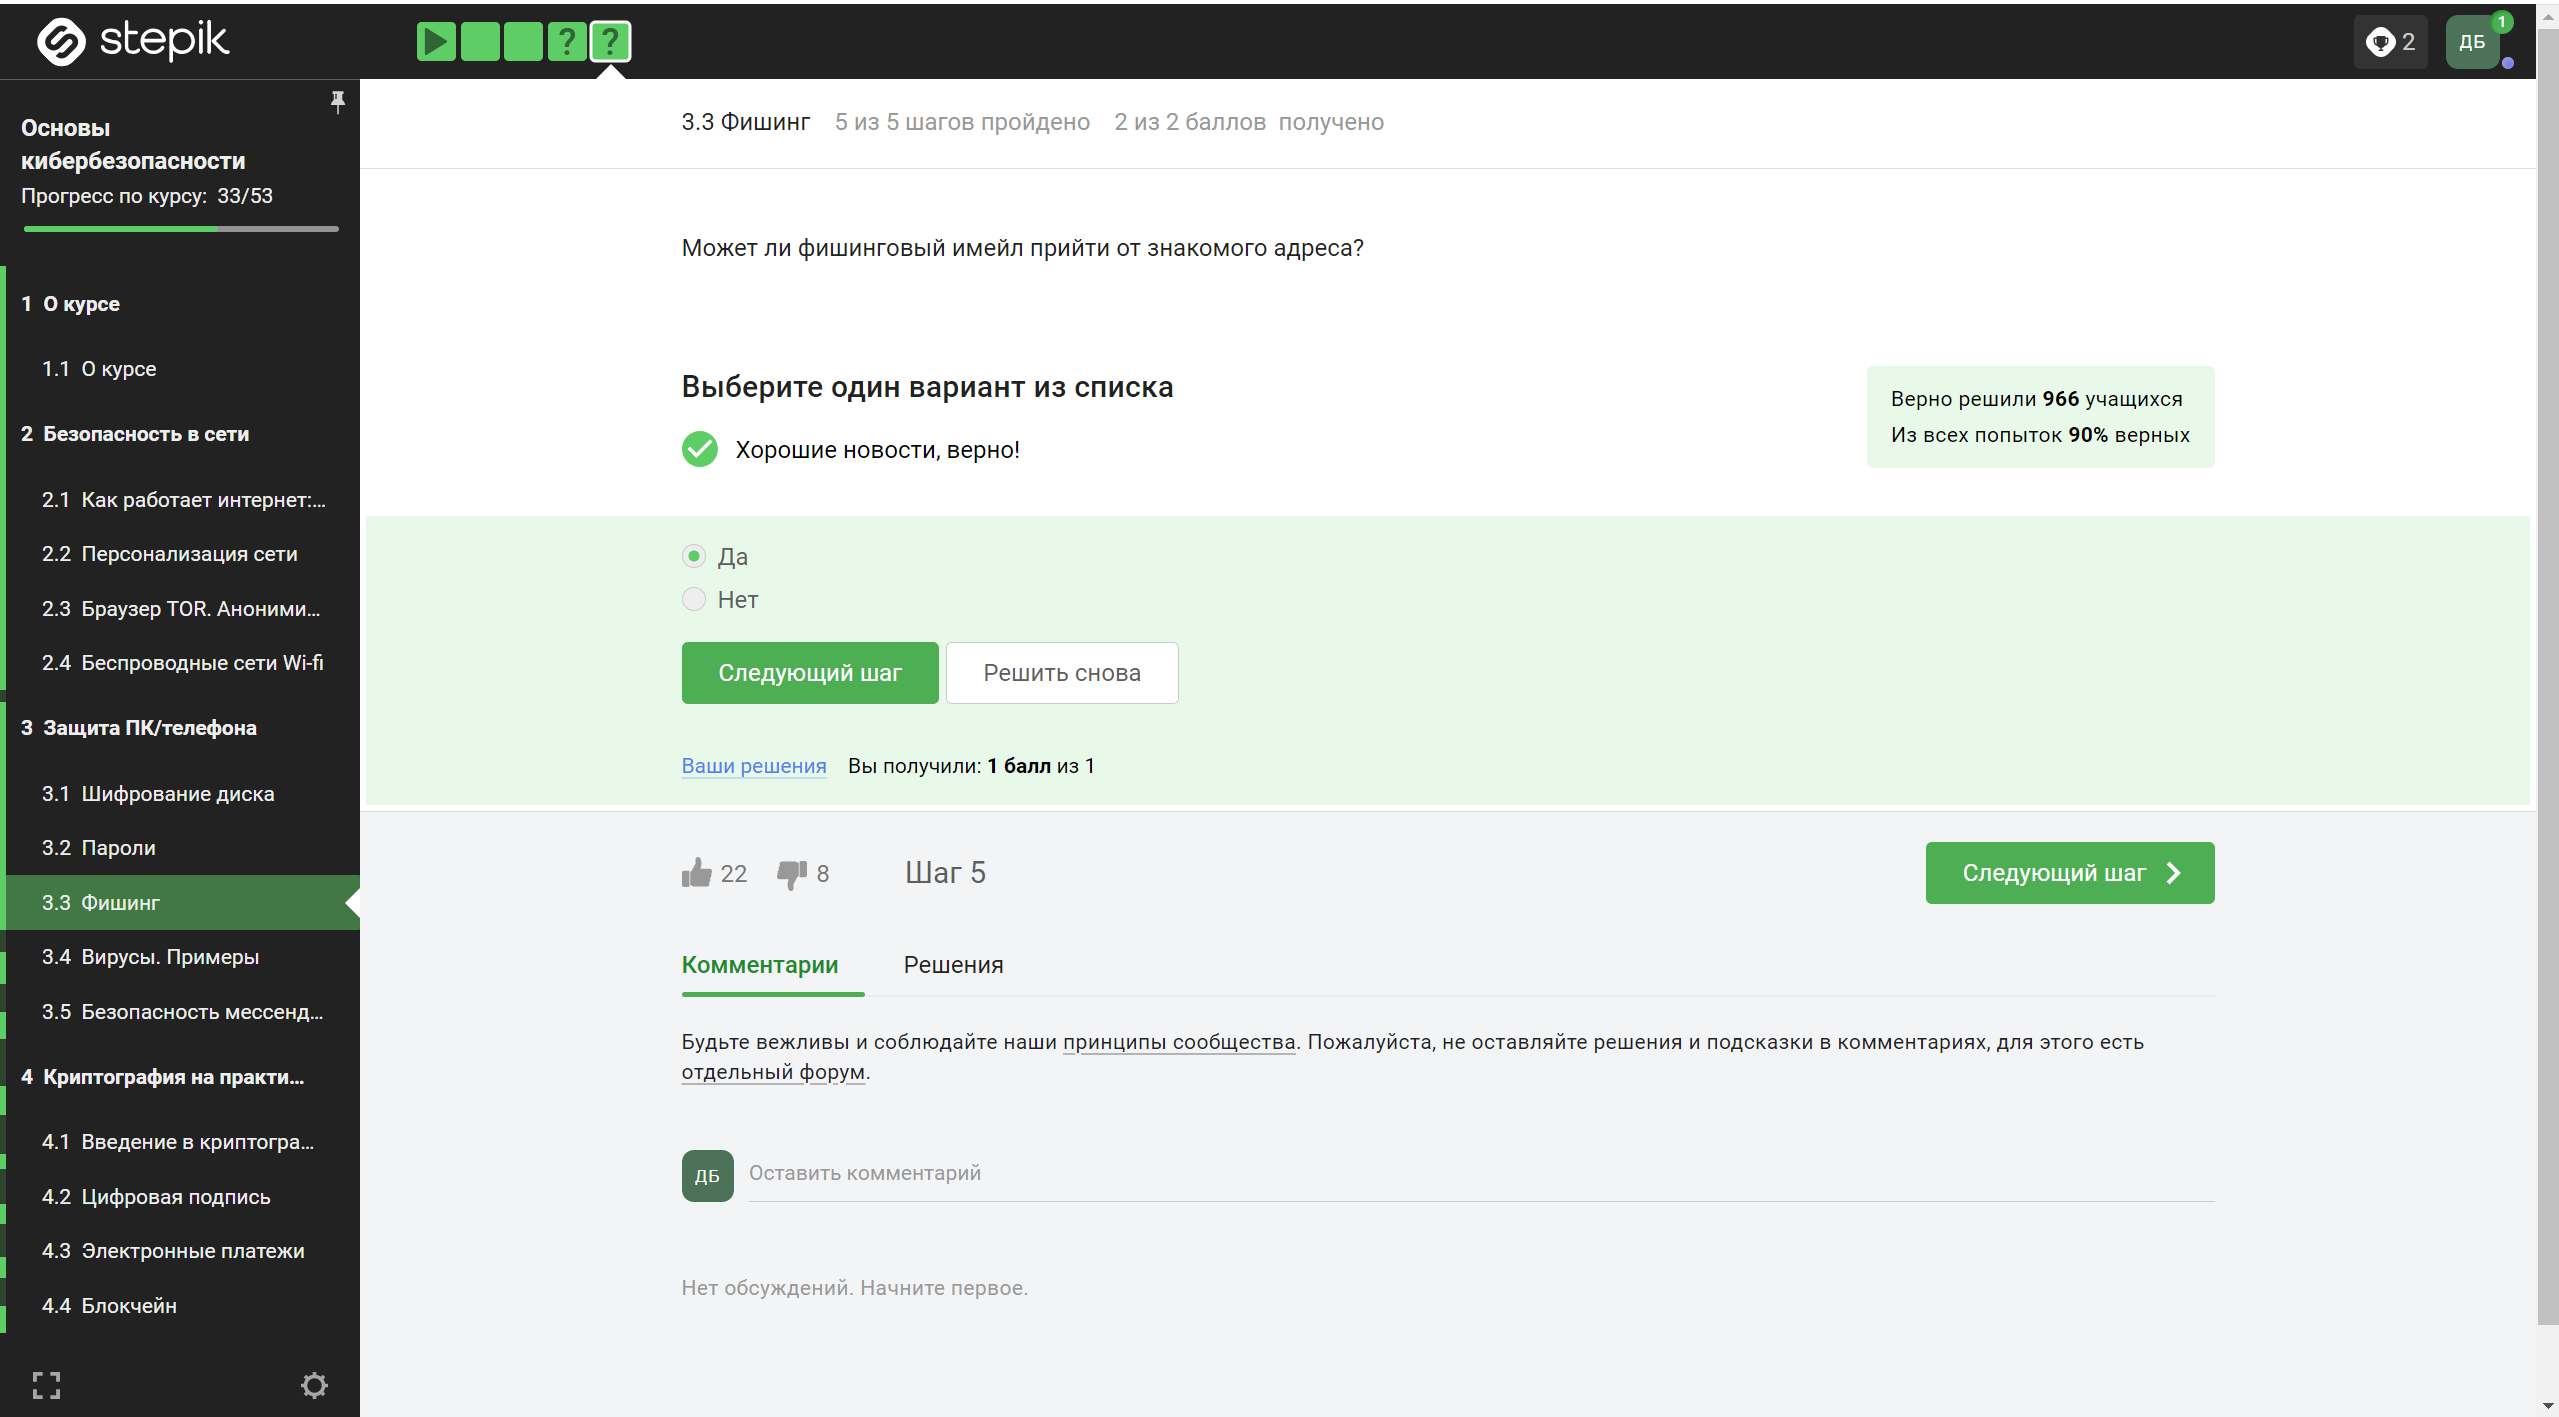 stepik
? ?
2
ДБ
1
Основы
кибербезопасности
Прогресс по курсу: 33/53
1 О курсе
1.1 О курсе
2 Безопасность в сети
2.1 Как работает интернет:...
2.2 Персонализация сети
2.3 Браузер TOR. Аноними...
2.4 Беспроводные сети Wi-fi
3 Защита ПК/телефона
3.1 Шифрование диска
3.2 Пароли
3.3 Фишинг
3.4 Вирусы. Примеры
3.5 Безопасность мессенд...
4 Криптография на практи...
4.1 Введение в криптогра...
4.2 Цифровая подпись
4.3 Электронные платежи
4.4 Блокчейн
3.3 Фишинг 5 из 5 шагов пройдено 2 из 2 баллов получено
Может ли фишинговый имейл прийти от знакомого адреса?
Выберите один вариант из списка
Хорошие новости, верно!
Верно решили 966 учащихся
Из всех попыток 90% верных
Да
Нет
Следующий шаг Решить снова
Ваши решения Вы получили: 1 балл из 1
22 8 Шаг 5 Следующий шаг
Комментарии Решения
Будьте вежливы и соблюдайте наши принципы сообщества. Пожалуйста, не оставляйте решения и подсказки в комментариях, для этого есть
отдельный форум.
ДБ Оставить комментарий
Нет обсуждений. Начните первое.